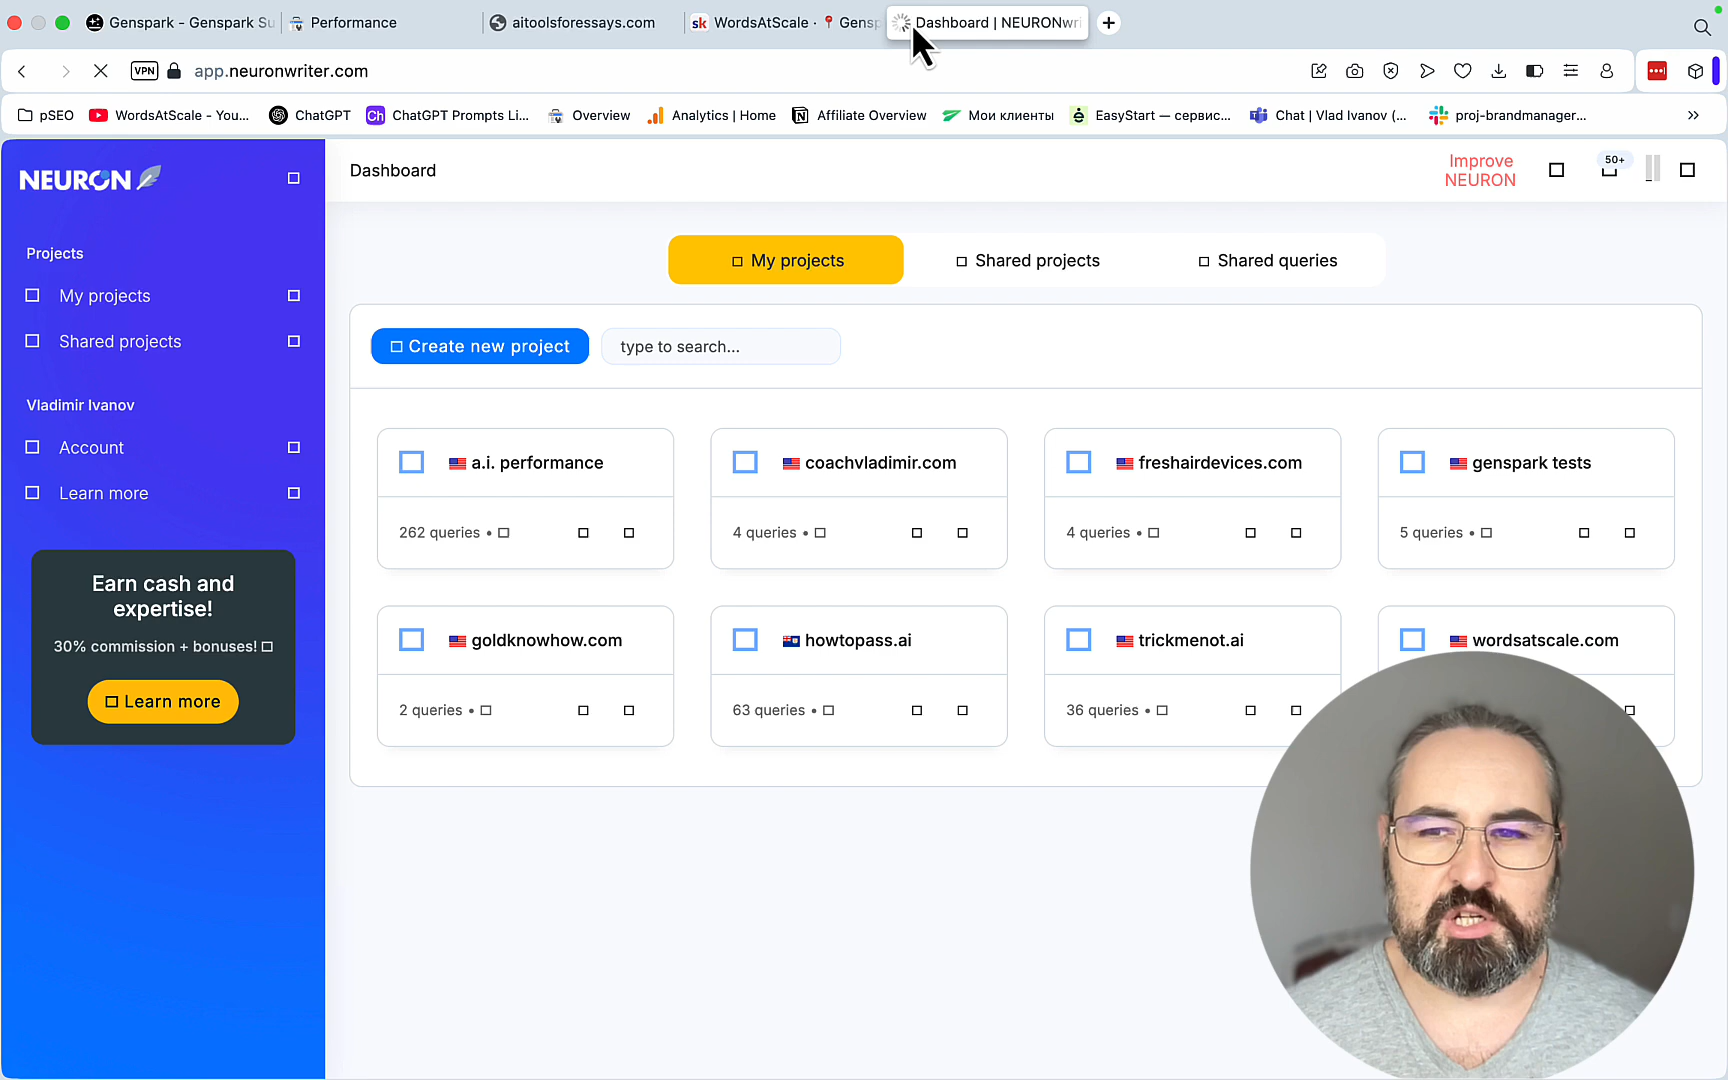 Genspark - Genspark Su
Performance
aitoolsforessays.com
sk WordsAtScale · Gensp
Dashboard | NEURONwri
VPN app.neuronwriter.com
pSEO
WordsAtScale - You...
ChatGPT
Ch ChatGPT Prompts Li...
Overview
Analytics | Home
Affiliate Overview
Мои клиенты
EasyStart — сервис...
Chat | Vlad Ivanov (...
proj-brandmanager...
NEURON
Dashboard
Improve
NEURON
50+
Projects
My projects
Shared projects
Vladimir Ivanov
Account
Learn more
Earn cash and
expertise!
30% commission + bonuses!
Learn more
My projects
Shared projects
Shared queries
Create new project
type to search...
a.i. performance
262 queries •
coachvladimir.com
4 queries •
freshairdevices.com
4 queries •
genspark tests
5 queries •
goldknowhow.com
2 queries •
howtopass.ai
63 queries •
trickmenot.ai
36 queries •
wordsatscale.com